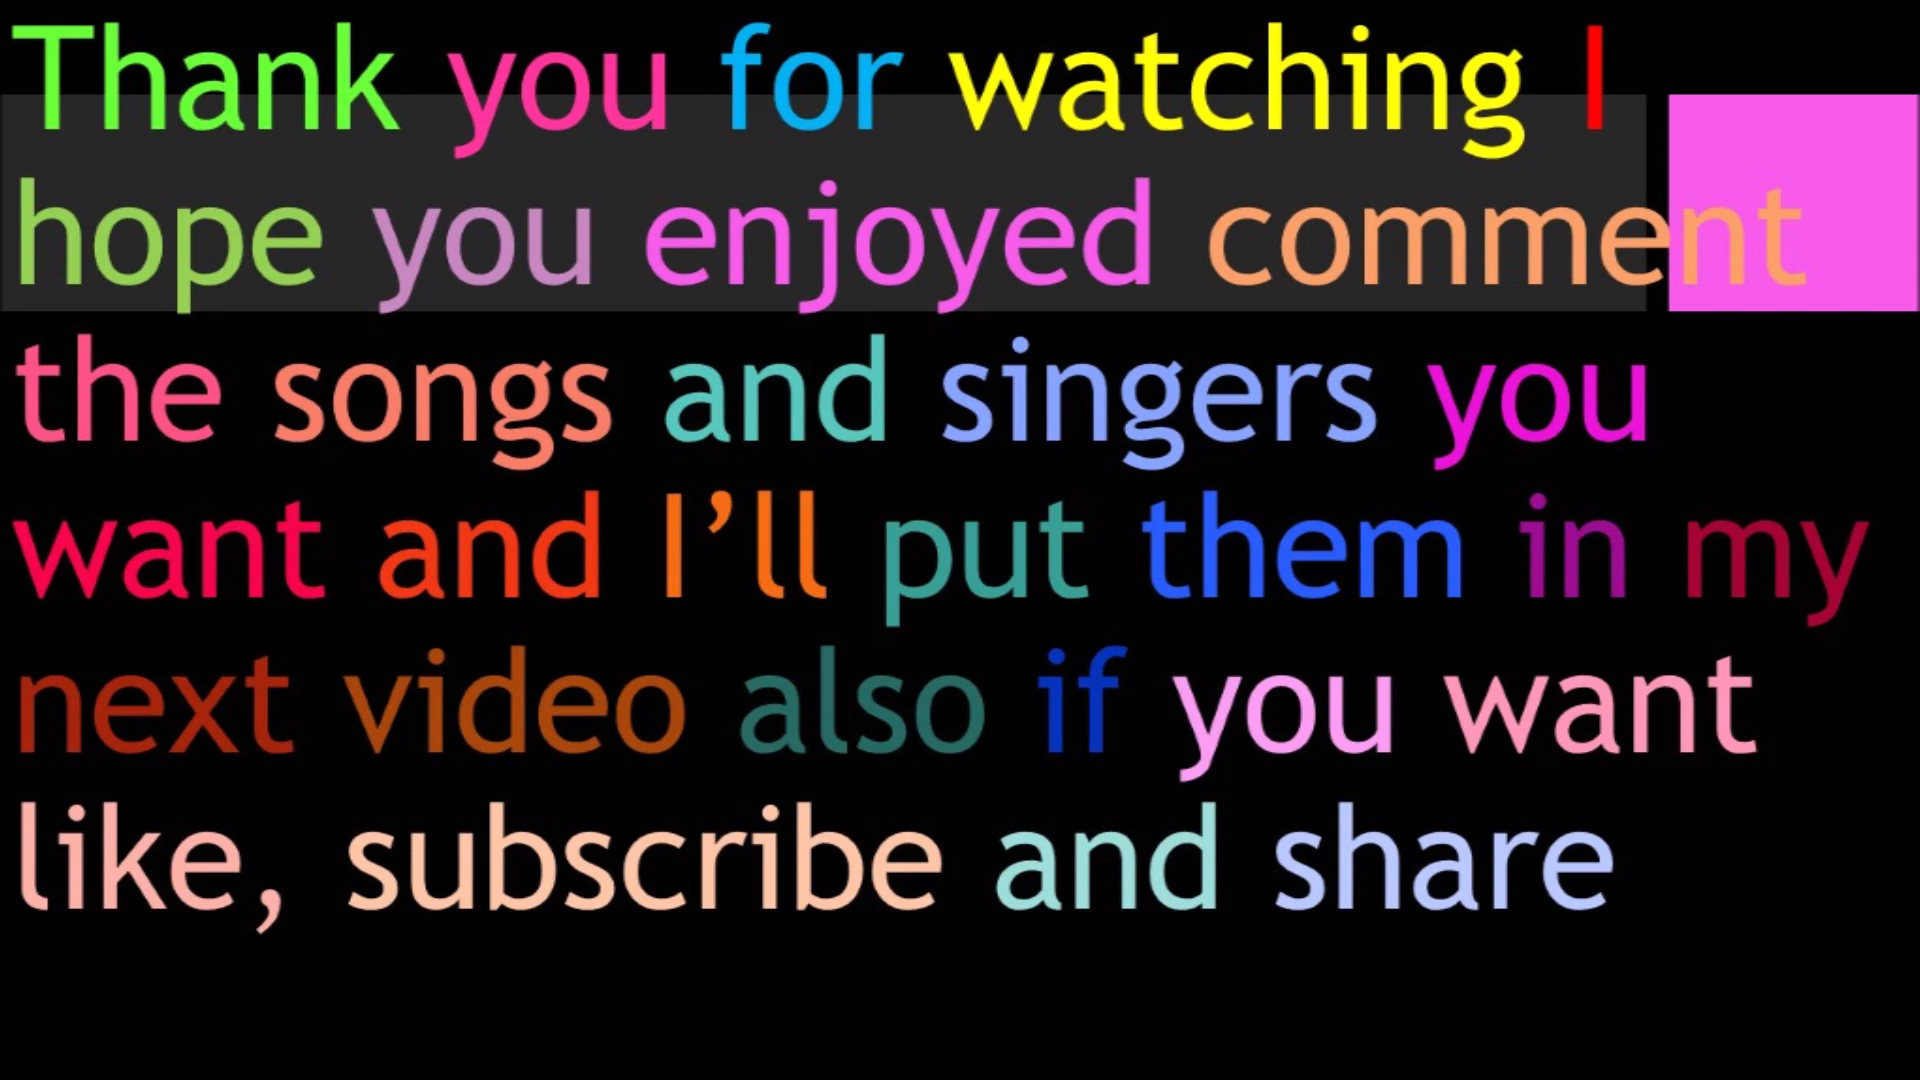 Thank you for watching I
hope you enjoyed comment
the songs and singers you
want and I’ll put them in my
next video also if you want
like, subscribe and share